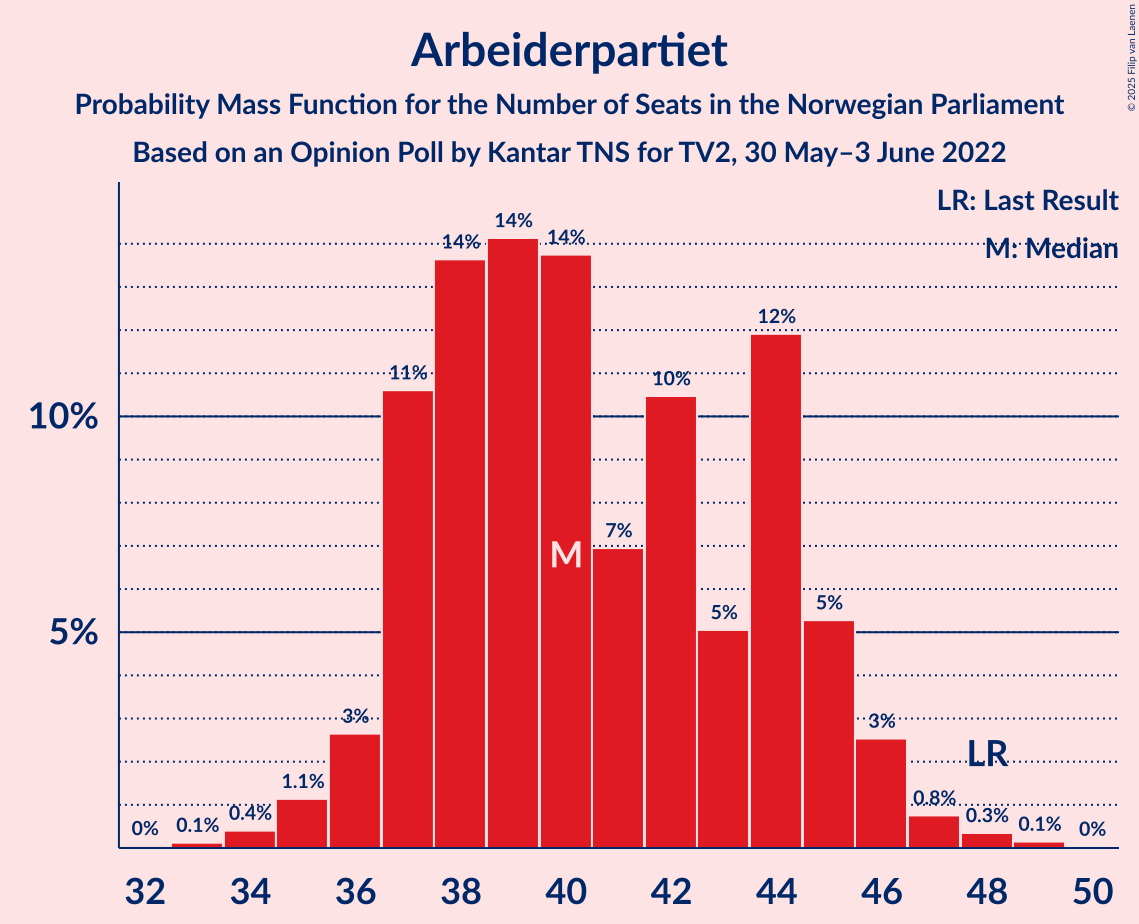 Arbeiderpartiet
Probability Mass Function for the Number of Seats in the Norwegian Parliament
Based on an Opinion Poll by Kantar TNS for TV2, 30 May–3 June 2022
© 2025 Filip van Laenen
LR: Last Result
M: Median
10%
5%
0%
0.1%
0.4%
1.1%
3%
11%
14%
14%
14%
7%
10%
5%
12%
5%
3%
0.8%
0.3%
0.1%
0%
M
LR
32 34 36 38 40 42 44 46 48 50